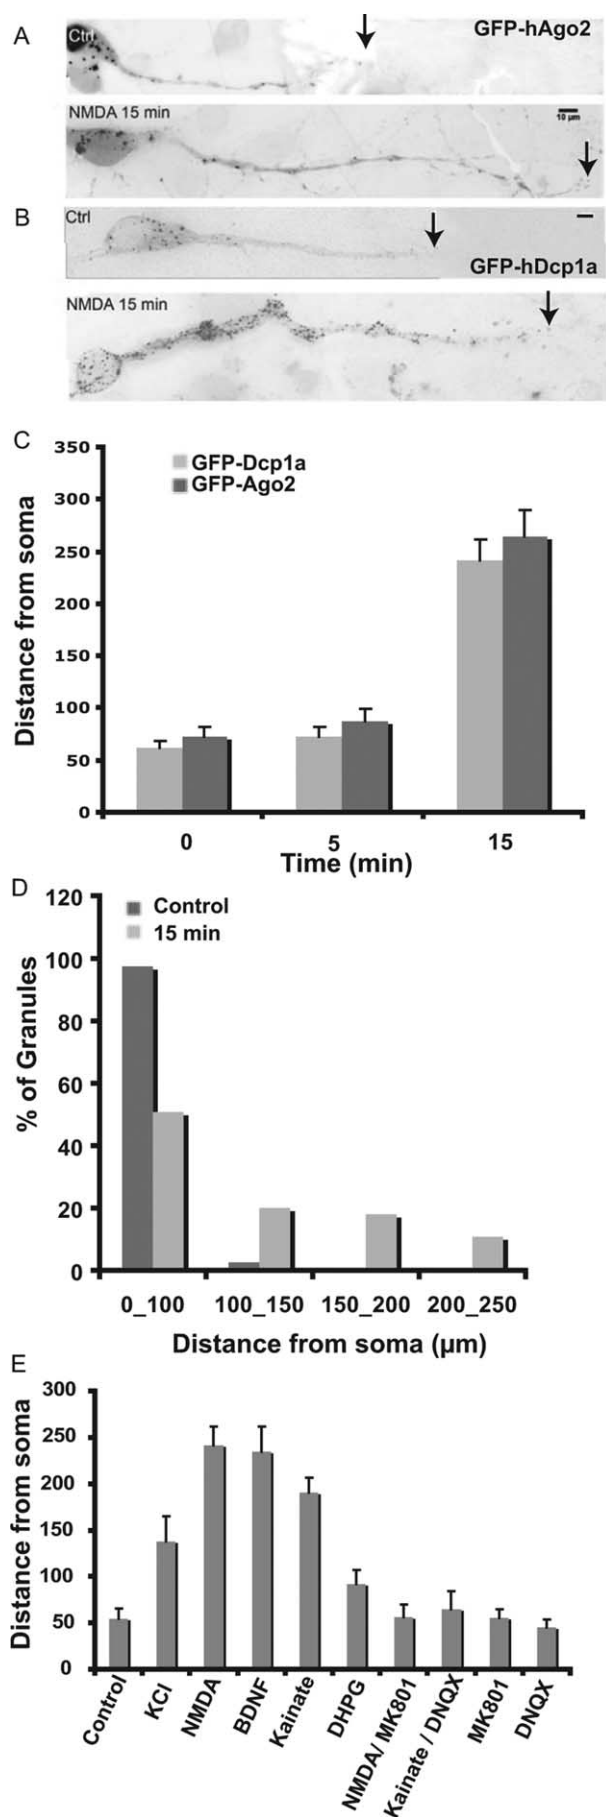 A
Ctrl
GFP-hAgo2
NMDA 15 min
10 µm
B
Ctrl
GFP-hDcp1a
NMDA 15 min
C
350
300
250
200
150
100
50
0
Distance from soma
GFP-Dcp1a
GFP-Ago2
0 5 15
Time (min)
D
120
100
80
60
40
20
0
% of Granules
Control
15 min
0_100 100_150 150_200 200_250
Distance from soma (µm)
E
300
250
200
150
100
50
0
Distance from soma
Control
KCl
NMDA
BDNF
Kainate
DHPG
NMDA/ MK801
Kainate / DNQX
MK801
DNQX